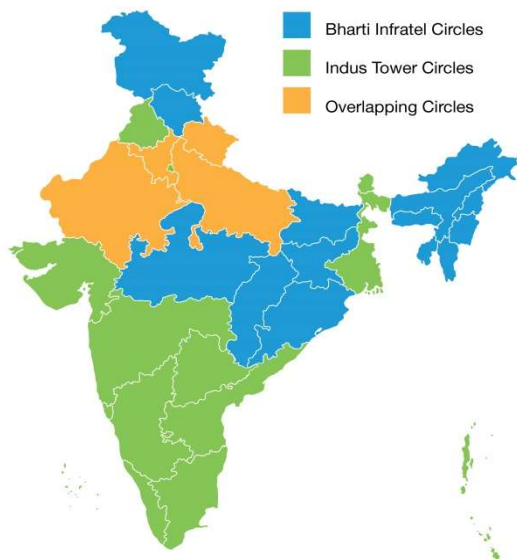 Bharti Infratel Circles
Indus Tower Circles
Overlapping Circles